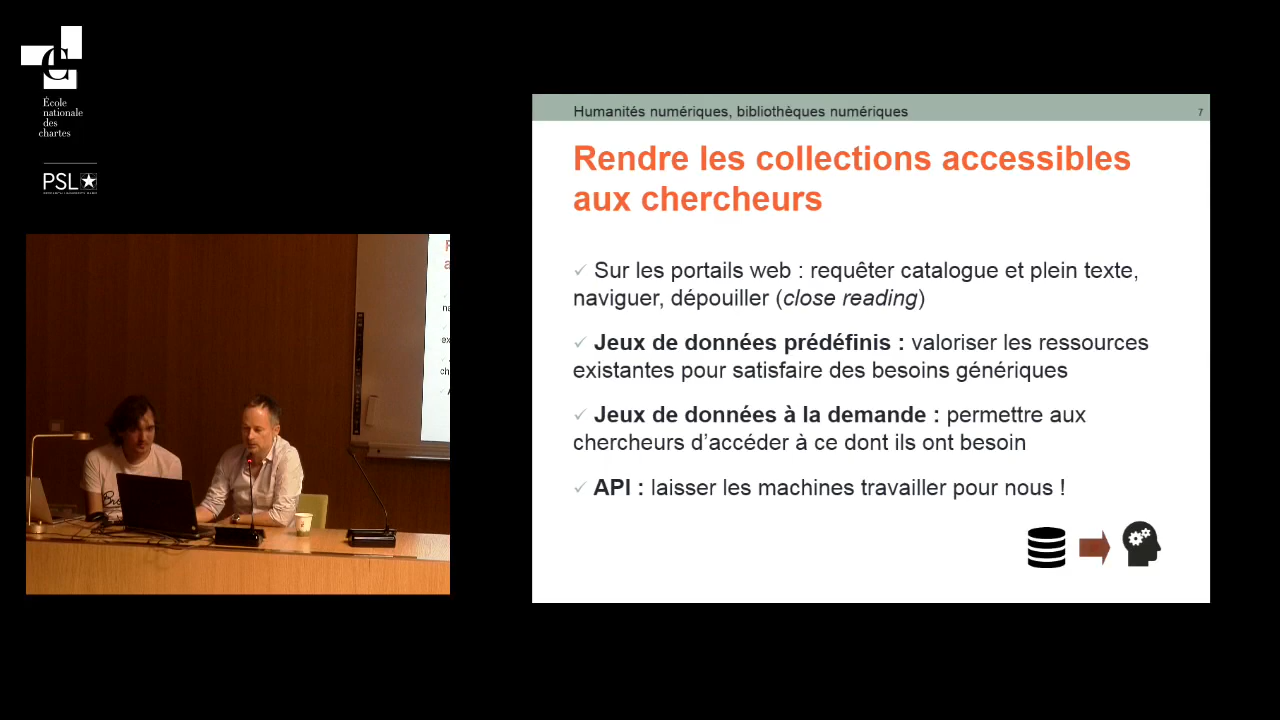 École
nationale
des
chartes
PSL
Humanités numériques, bibliothèques numériques
7
Rendre les collections accessibles
aux chercheurs
✓ Sur les portails web : requêter catalogue et plein texte,
naviguer, dépouiller (close reading)
✓ Jeux de données prédéfinis : valoriser les ressources
existantes pour satisfaire des besoins génériques
✓ Jeux de données à la demande : permettre aux
chercheurs d’accéder à ce dont ils ont besoin
✓ API : laisser les machines travailler pour nous !